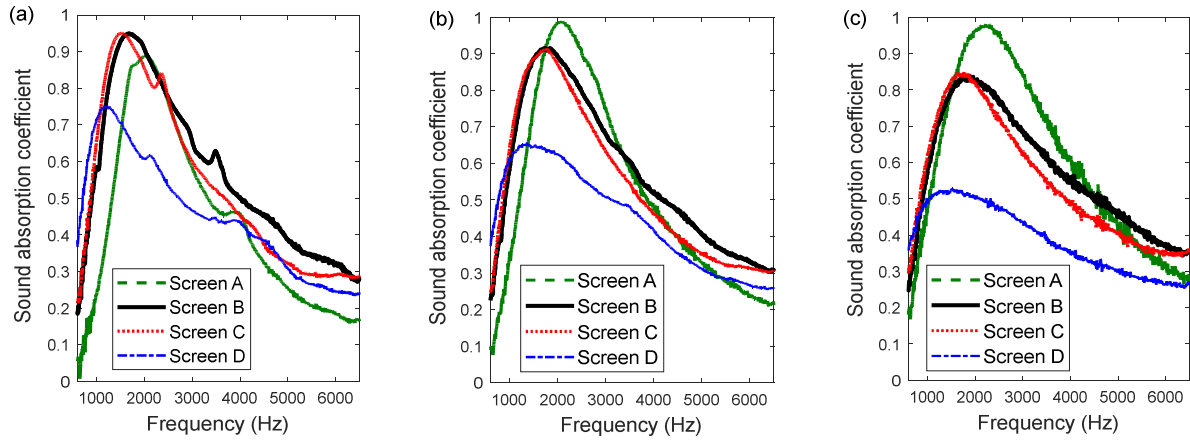 (a)
Sound absorption coefficient
1
0.9
0.8
0.7
0.6
0.5
0.4
0.3
0.2
0.1
0
1000 2000 3000 4000 5000 6000
Frequency (Hz)
Screen A
Screen B
Screen C
Screen D
(b)
Sound absorption coefficient
1
0.9
0.8
0.7
0.6
0.5
0.4
0.3
0.2
0.1
0
1000 2000 3000 4000 5000 6000
Frequency (Hz)
Screen A
Screen B
Screen C
Screen D
(c)
Sound absorption coefficient
1
0.9
0.8
0.7
0.6
0.5
0.4
0.3
0.2
0.1
0
1000 2000 3000 4000 5000 6000
Frequency (Hz)
Screen A
Screen B
Screen C
Screen D